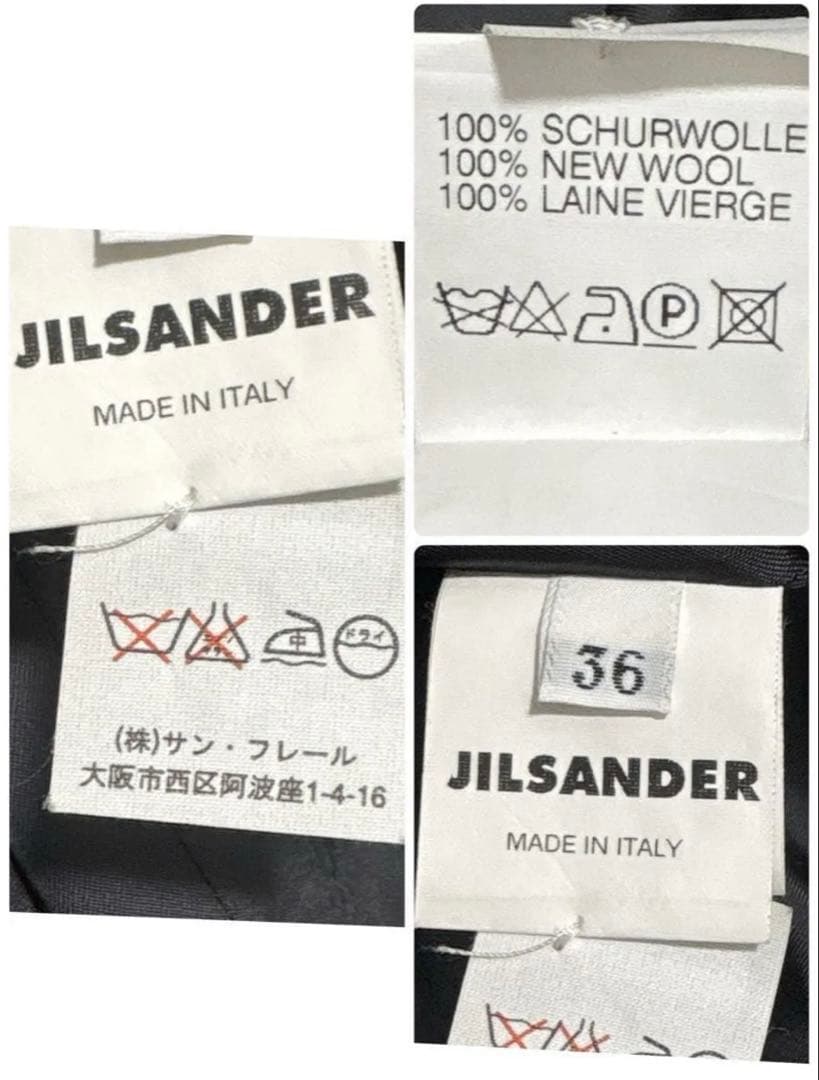 JILSANDER
MADE IN ITALY
中
ドライ
(株)サン・フレール
大阪市西区阿波座1-4-16
100% SCHURWOLLE
100% NEW WOOL
100% LAINE VIERGE
P
36
JILSANDER
MADE IN ITALY